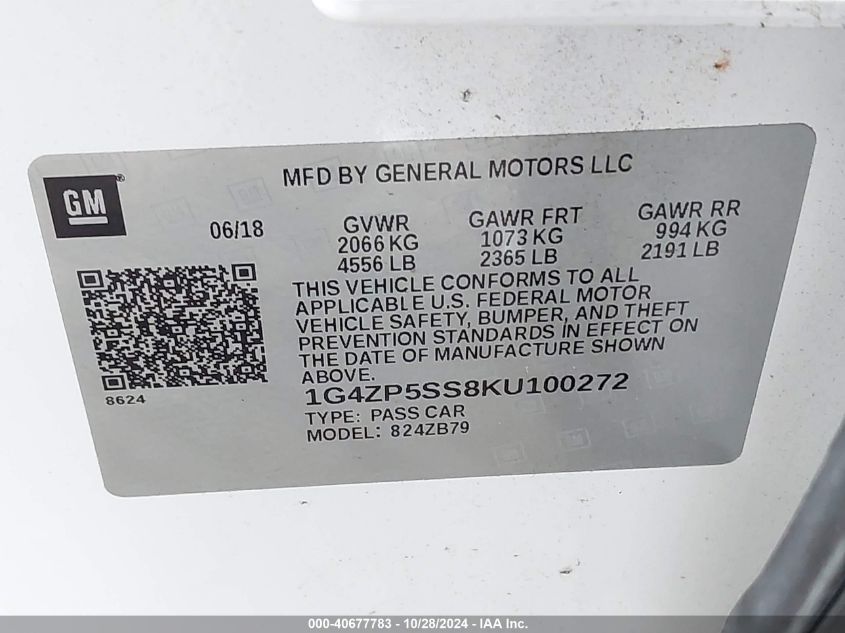 MFD BY GENERAL MOTORS LLC
GM®
06/18 GVWR GAWR FRT GAWR RR
2066 KG 1073 KG 994 KG
4556 LB 2365 LB 2191 LB
THIS VEHICLE CONFORMS TO ALL
APPLICABLE U.S. FEDERAL MOTOR
VEHICLE SAFETY, BUMPER, AND THEFT
PREVENTION STANDARDS IN EFFECT ON
THE DATE OF MANUFACTURE SHOWN
ABOVE.
8624
1G4ZP5SS8KU100272
TYPE: PASS CAR
MODEL: 824ZB79
000-40677783 - 10/28/2024 - IAA Inc.